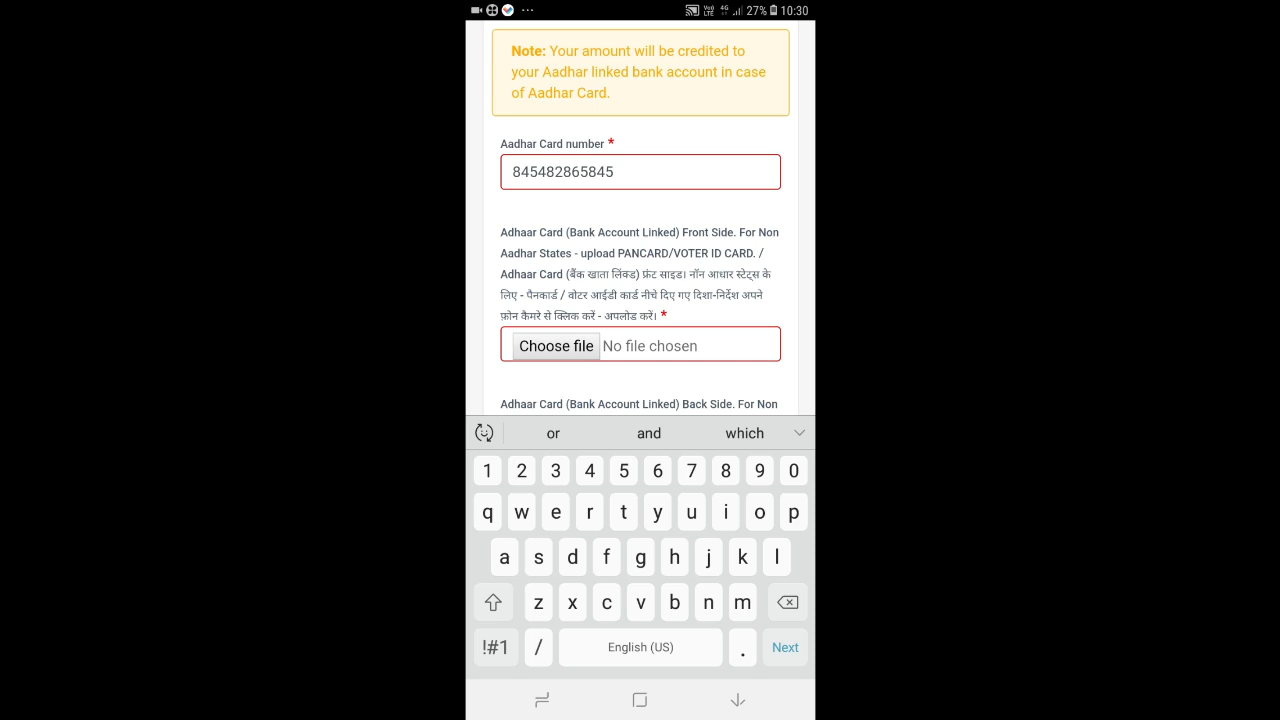 27% 10:30
Note: Your amount will be credited to
your Aadhar linked bank account in case
of Aadhar Card.
Aadhar Card number *
845482865845
Adhaar Card (Bank Account Linked) Front Side. For Non
Aadhar States - upload PANCARD/VOTER ID CARD. /
Adhaar Card (बैंक खाता लिंक्ड) फ्रंट साइड। नॉन आधार स्टेट्स के
लिए - पैनकार्ड / वोटर आईडी कार्ड नीचे दिए गए दिशा-निर्देश अपने
फ़ोन कैमरे से क्लिक करें - अपलोड करें। *
Choose file No file chosen
Adhaar Card (Bank Account Linked) Back Side. For Non
or and which
1 2 3 4 5 6 7 8 9 0
q w e r t y u i o p
a s d f g h j k l
z x c v b n m
!#1 / English (US) . Next